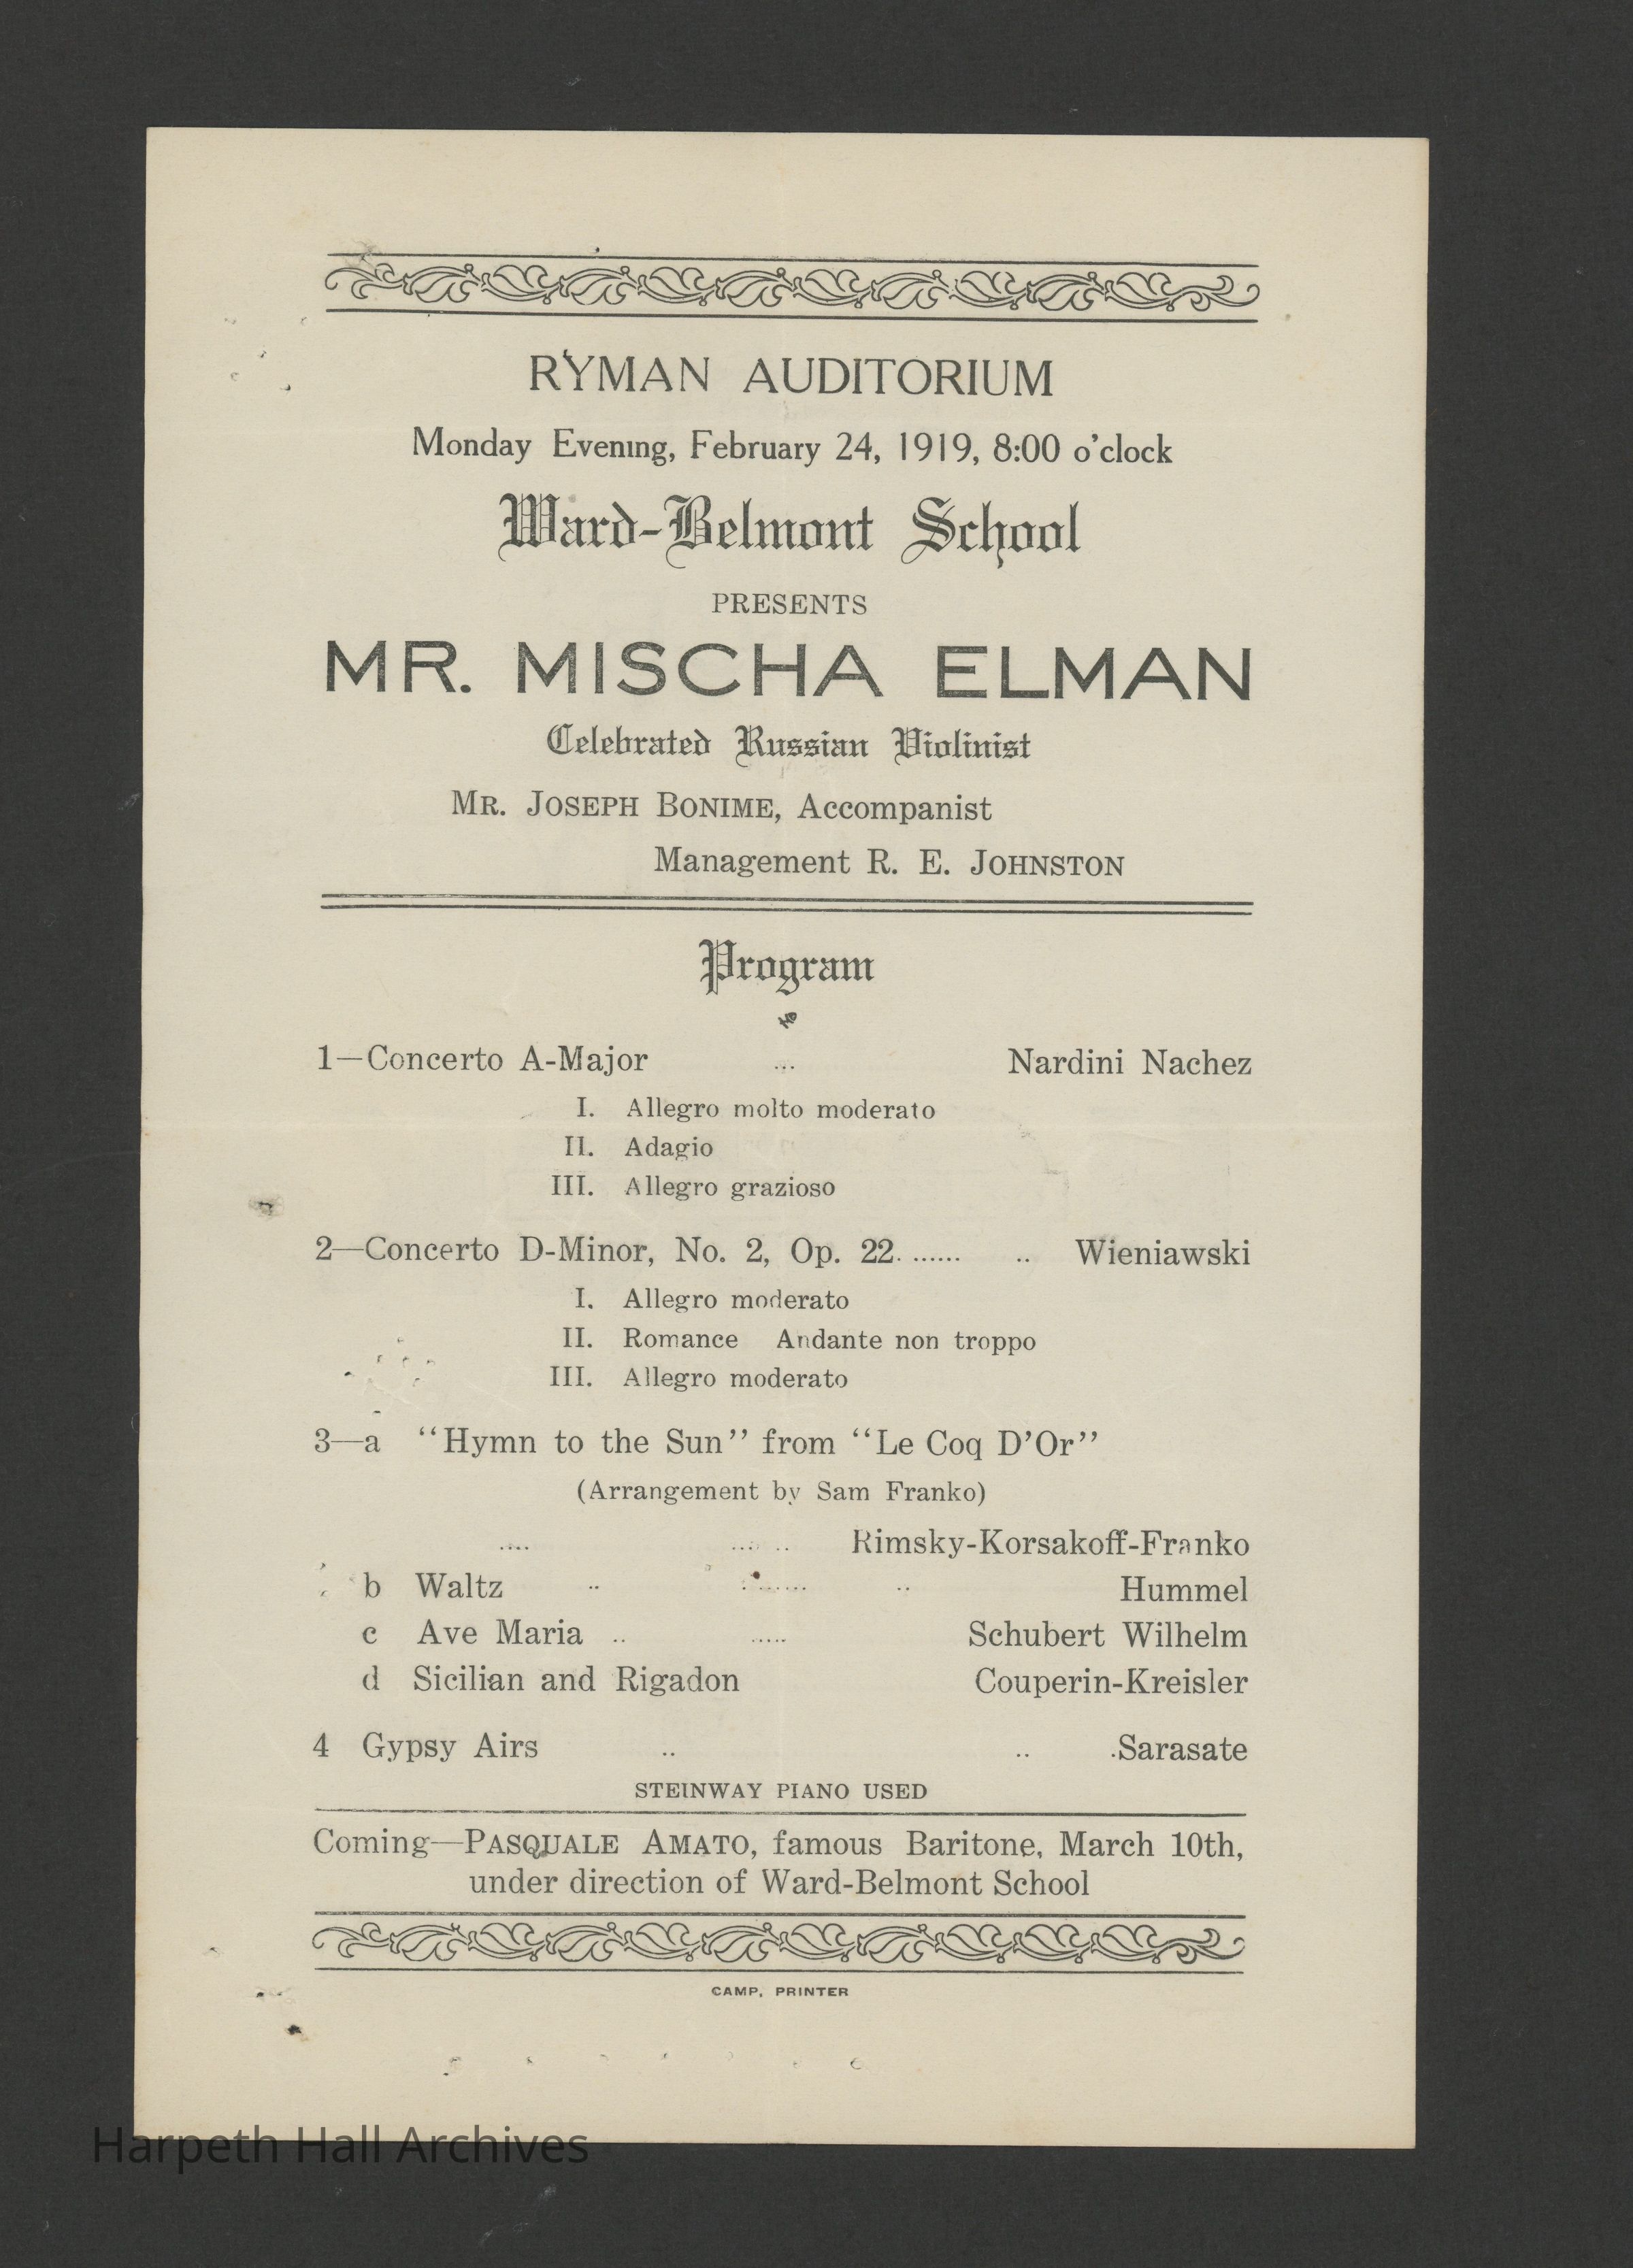 RYMAN AUDITORIUM
Monday Evening, February 24, 1919, 8:00 o'clock
Ward-Belmont School
PRESENTS
MR. MISCHA ELMAN
Celebrated Russian Violinist
MR. JOSEPH BONIME, Accompanist
Management R. E. JOHNSTON
Program
1—Concerto A-Major ... Nardini Nachez
I. Allegro molto moderato
II. Adagio
III. Allegro grazioso
2—Concerto D-Minor, No. 2, Op. 22. ...... .. Wieniawski
I. Allegro moderato
II. Romance Andante non troppo
III. Allegro moderato
3—a "Hymn to the Sun" from "Le Coq D'Or"
(Arrangement by Sam Franko)
.... ... .. Rimsky-Korsakoff-Franko
b Waltz .. ....... .. Hummel
c Ave Maria .. ..... Schubert Wilhelm
d Sicilian and Rigadon Couperin-Kreisler
4 Gypsy Airs .. .. .Sarasate
STEINWAY PIANO USED
Coming—PASQUALE AMATO, famous Baritone, March 10th,
under direction of Ward-Belmont School
CAMP, PRINTER
Harpeth Hall Archives